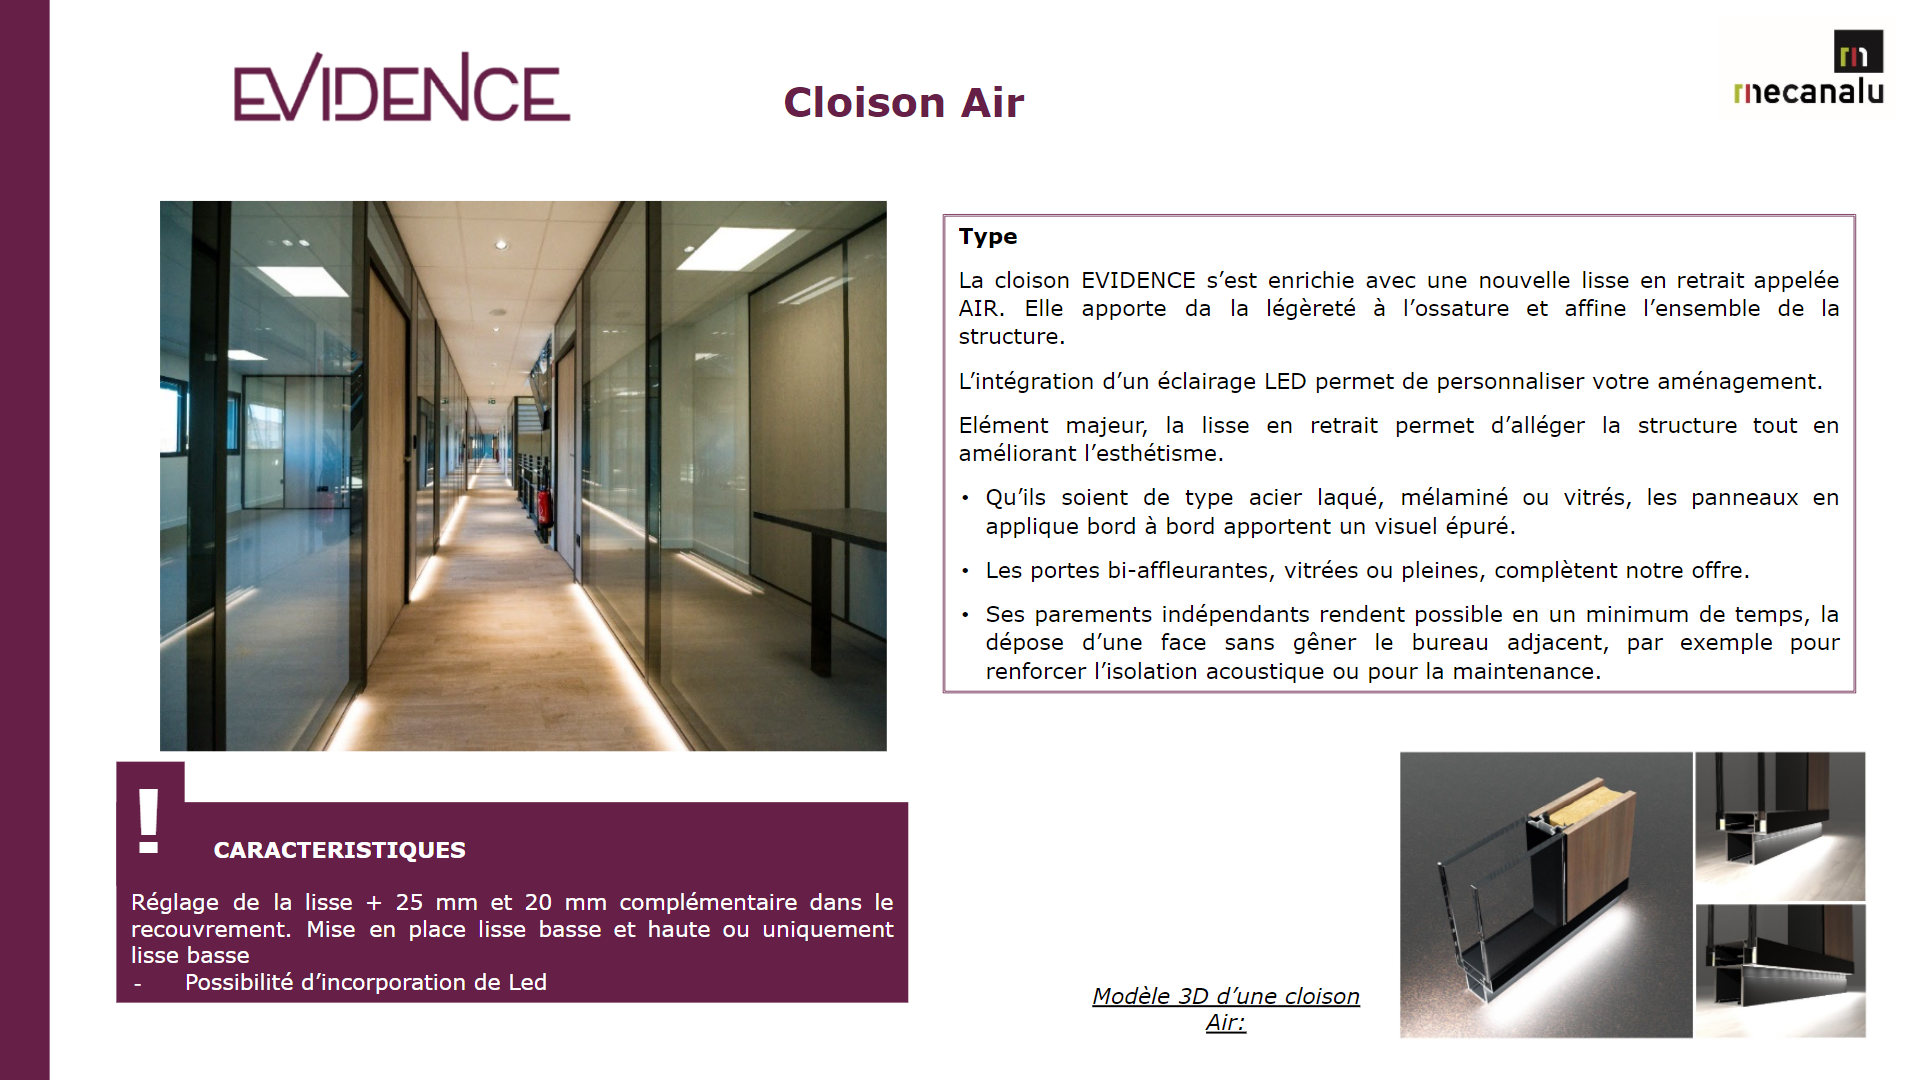 EVIDENCE
Cloison Air
mecanalu
Type
La cloison EVIDENCE s’est enrichie avec une nouvelle lisse en retrait appelée
AIR. Elle apporte da la légèreté à l’ossature et affine l’ensemble de la
structure.
L’intégration d’un éclairage LED permet de personnaliser votre aménagement.
Elément majeur, la lisse en retrait permet d’alléger la structure tout en
améliorant l’esthétisme.
• Qu’ils soient de type acier laqué, mélaminé ou vitrés, les panneaux en
applique bord à bord apportent un visuel épuré.
• Les portes bi-affleurantes, vitrées ou pleines, complètent notre offre.
• Ses parements indépendants rendent possible en un minimum de temps, la
dépose d’une face sans gêner le bureau adjacent, par exemple pour
renforcer l’isolation acoustique ou pour la maintenance.
!
CARACTERISTIQUES
Réglage de la lisse + 25 mm et 20 mm complémentaire dans le
recouvrement. Mise en place lisse basse et haute ou uniquement
lisse basse
- Possibilité d’incorporation de Led
Modèle 3D d’une cloison
Air: